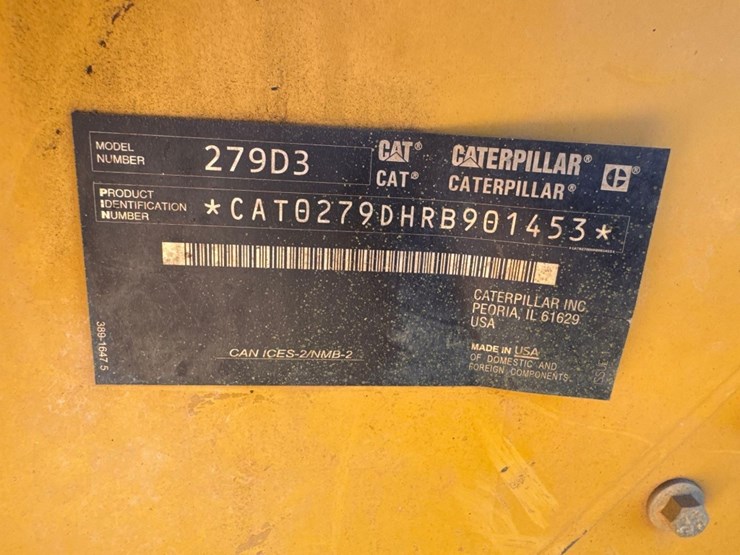 MODEL NUMBER 279D3
CAT® CATERPILLAR®
CAT® CATERPILLAR®
PRODUCT IDENTIFICATION NUMBER *CAT0279DHRB901453*
CATERPILLAR INC.
PEORIA, IL 61629
USA
CAN ICES-2/NMB-2
MADE IN USA
OF DOMESTIC AND
FOREIGN COMPONENTS.
389-1647 5